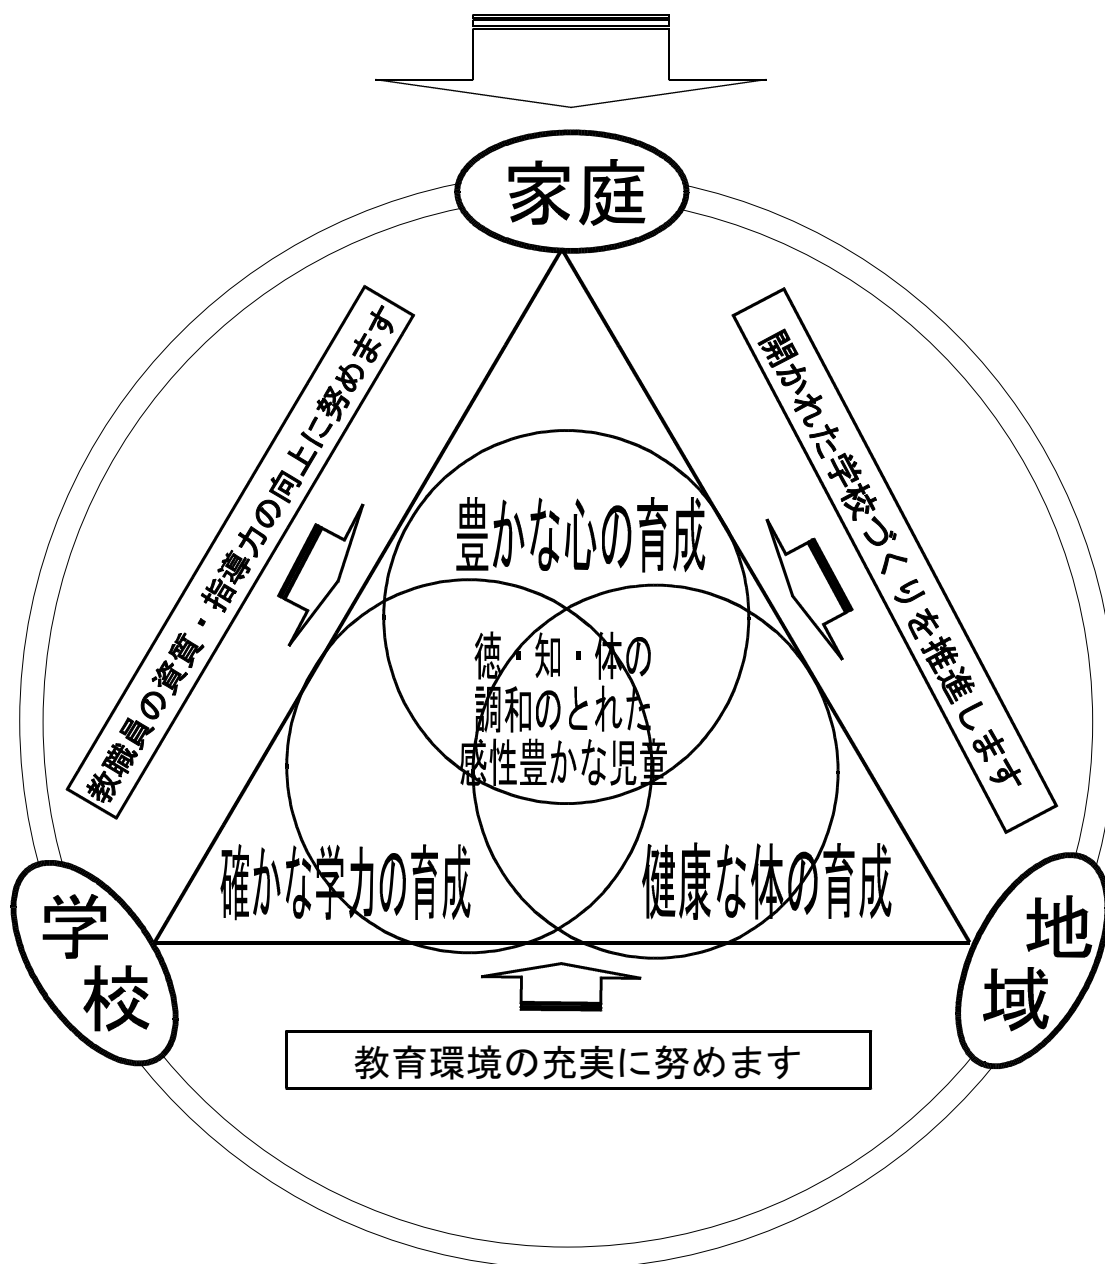 家庭
教職員の資質・指導力の向上に努めます
開かれた学校づくりを推進します
豊かな心の育成
徳・知・体の
調和のとれた
感性豊かな児童
確かな学力の育成
健康な体の育成
学
校
地
域
教育環境の充実に努めます